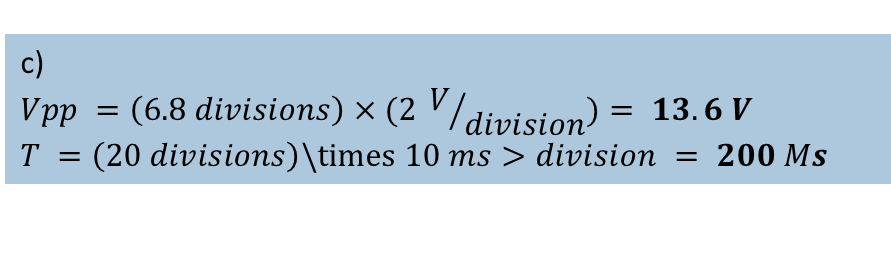 c)
Vpp = (6.8 divisions) × (2 V/division) = 13.6 V
T = (20 divisions)\times 10 ms > division = 200 Ms